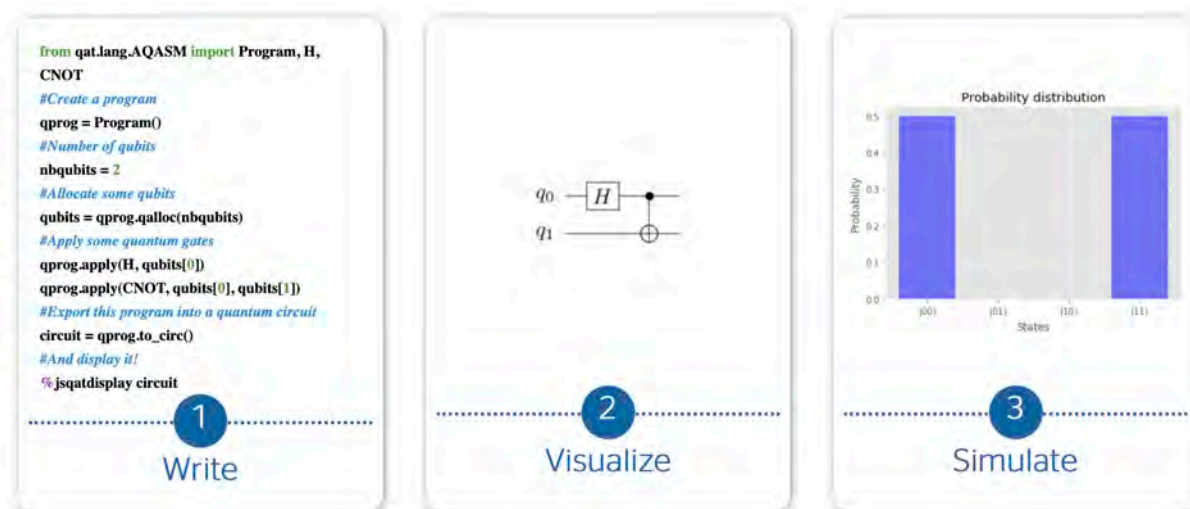 from qat.lang.AQASM import Program, H,
CNOT
#Create a program
qprog = Program()
#Number of qubits
nbqubits = 2
#Allocate some qubits
qubits = qprog.qalloc(nbqubits)
#Apply some quantum gates
qprog.apply(H, qubits[0])
qprog.apply(CNOT, qubits[0], qubits[1])
#Export this program into a quantum circuit
circuit = qprog.to_circ()
#And display it!
%jsqatdisplay circuit
1
Write
q0
H
q1
2
Visualize
Probability distribution
Probability
0.5
0.4
0.3
0.2
0.1
0.0
|00⟩ |01⟩ |10⟩ |11⟩
States
3
Simulate